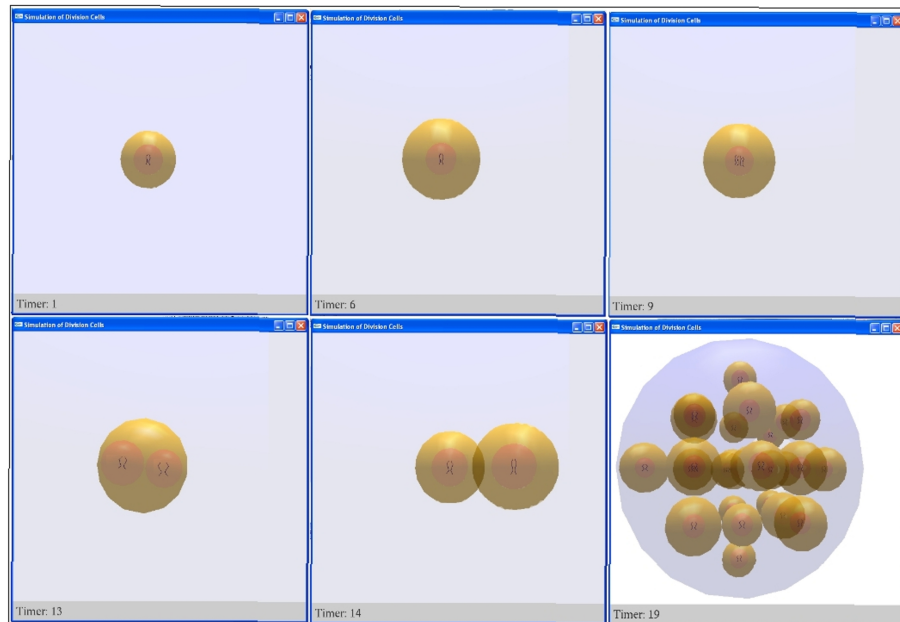 Simulation of Division Cells
Simulation of Division Cells
Simulation of Division Cells
Timer: 1
Timer: 6
Timer: 9
Simulation of Division Cells
Simulation of Division Cells
Simulation of Division Cells
Timer: 13
Timer: 14
Timer: 19